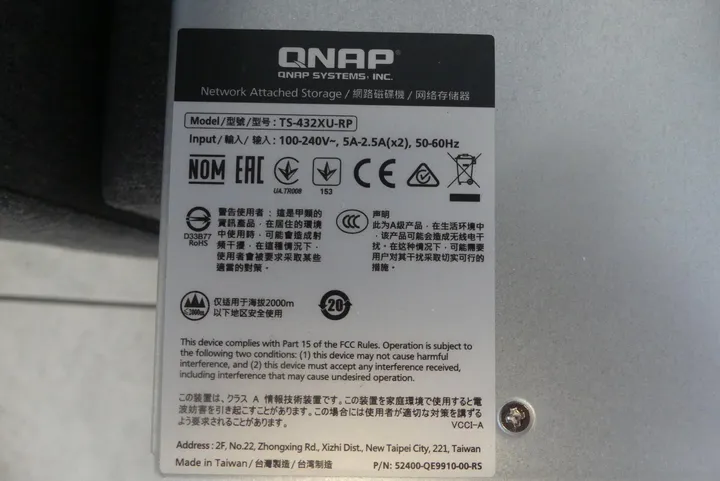 QNAP
QNAP SYSTEMS, INC.
Network Attached Storage / 網路磁碟機 / 网络存储器
Model / 型號 / 型号: TS-432XU-RP
Input / 輸入 / 输入: 100-240V~, 5A-2.5A(x2), 50-60Hz
NOM EAC CE
UA.TR008
153
D33B77
RoHS
警告使用者：這是甲類的
資訊產品，在居住的環境
中使用時，可能會造成射
頻干擾，在這種情況下，
使用者會被要求採取某些
適當的對策。
CCC
声明
此为A级产品，在生活环境中
，该产品可能会造成无线电干
扰。在这种情况下，可能需要
用户对其干扰采取切实可行的
措施。
≤2000m
仅适用于海拔2000m
以下地区安全使用
20
This device complies with Part 15 of the FCC Rules. Operation is subject to
the following two conditions: (1) this device may not cause harmful
interference, and (2) this device must accept any interference received,
including interference that may cause undesired operation.
この装置は、クラス A 情報技術装置です。この装置を家庭環境で使用すると電
波妨害を引き起こすことがあります。この場合には使用者が適切な対策を講ずる
よう要求されることがあります。
VCCI-A
Address : 2F, No.22, Zhongxing Rd., Xizhi Dist., New Taipei City, 221, Taiwan
Made in Taiwan / 台灣製造 / 台湾制造
P/N: 52400-QE9910-00-RS